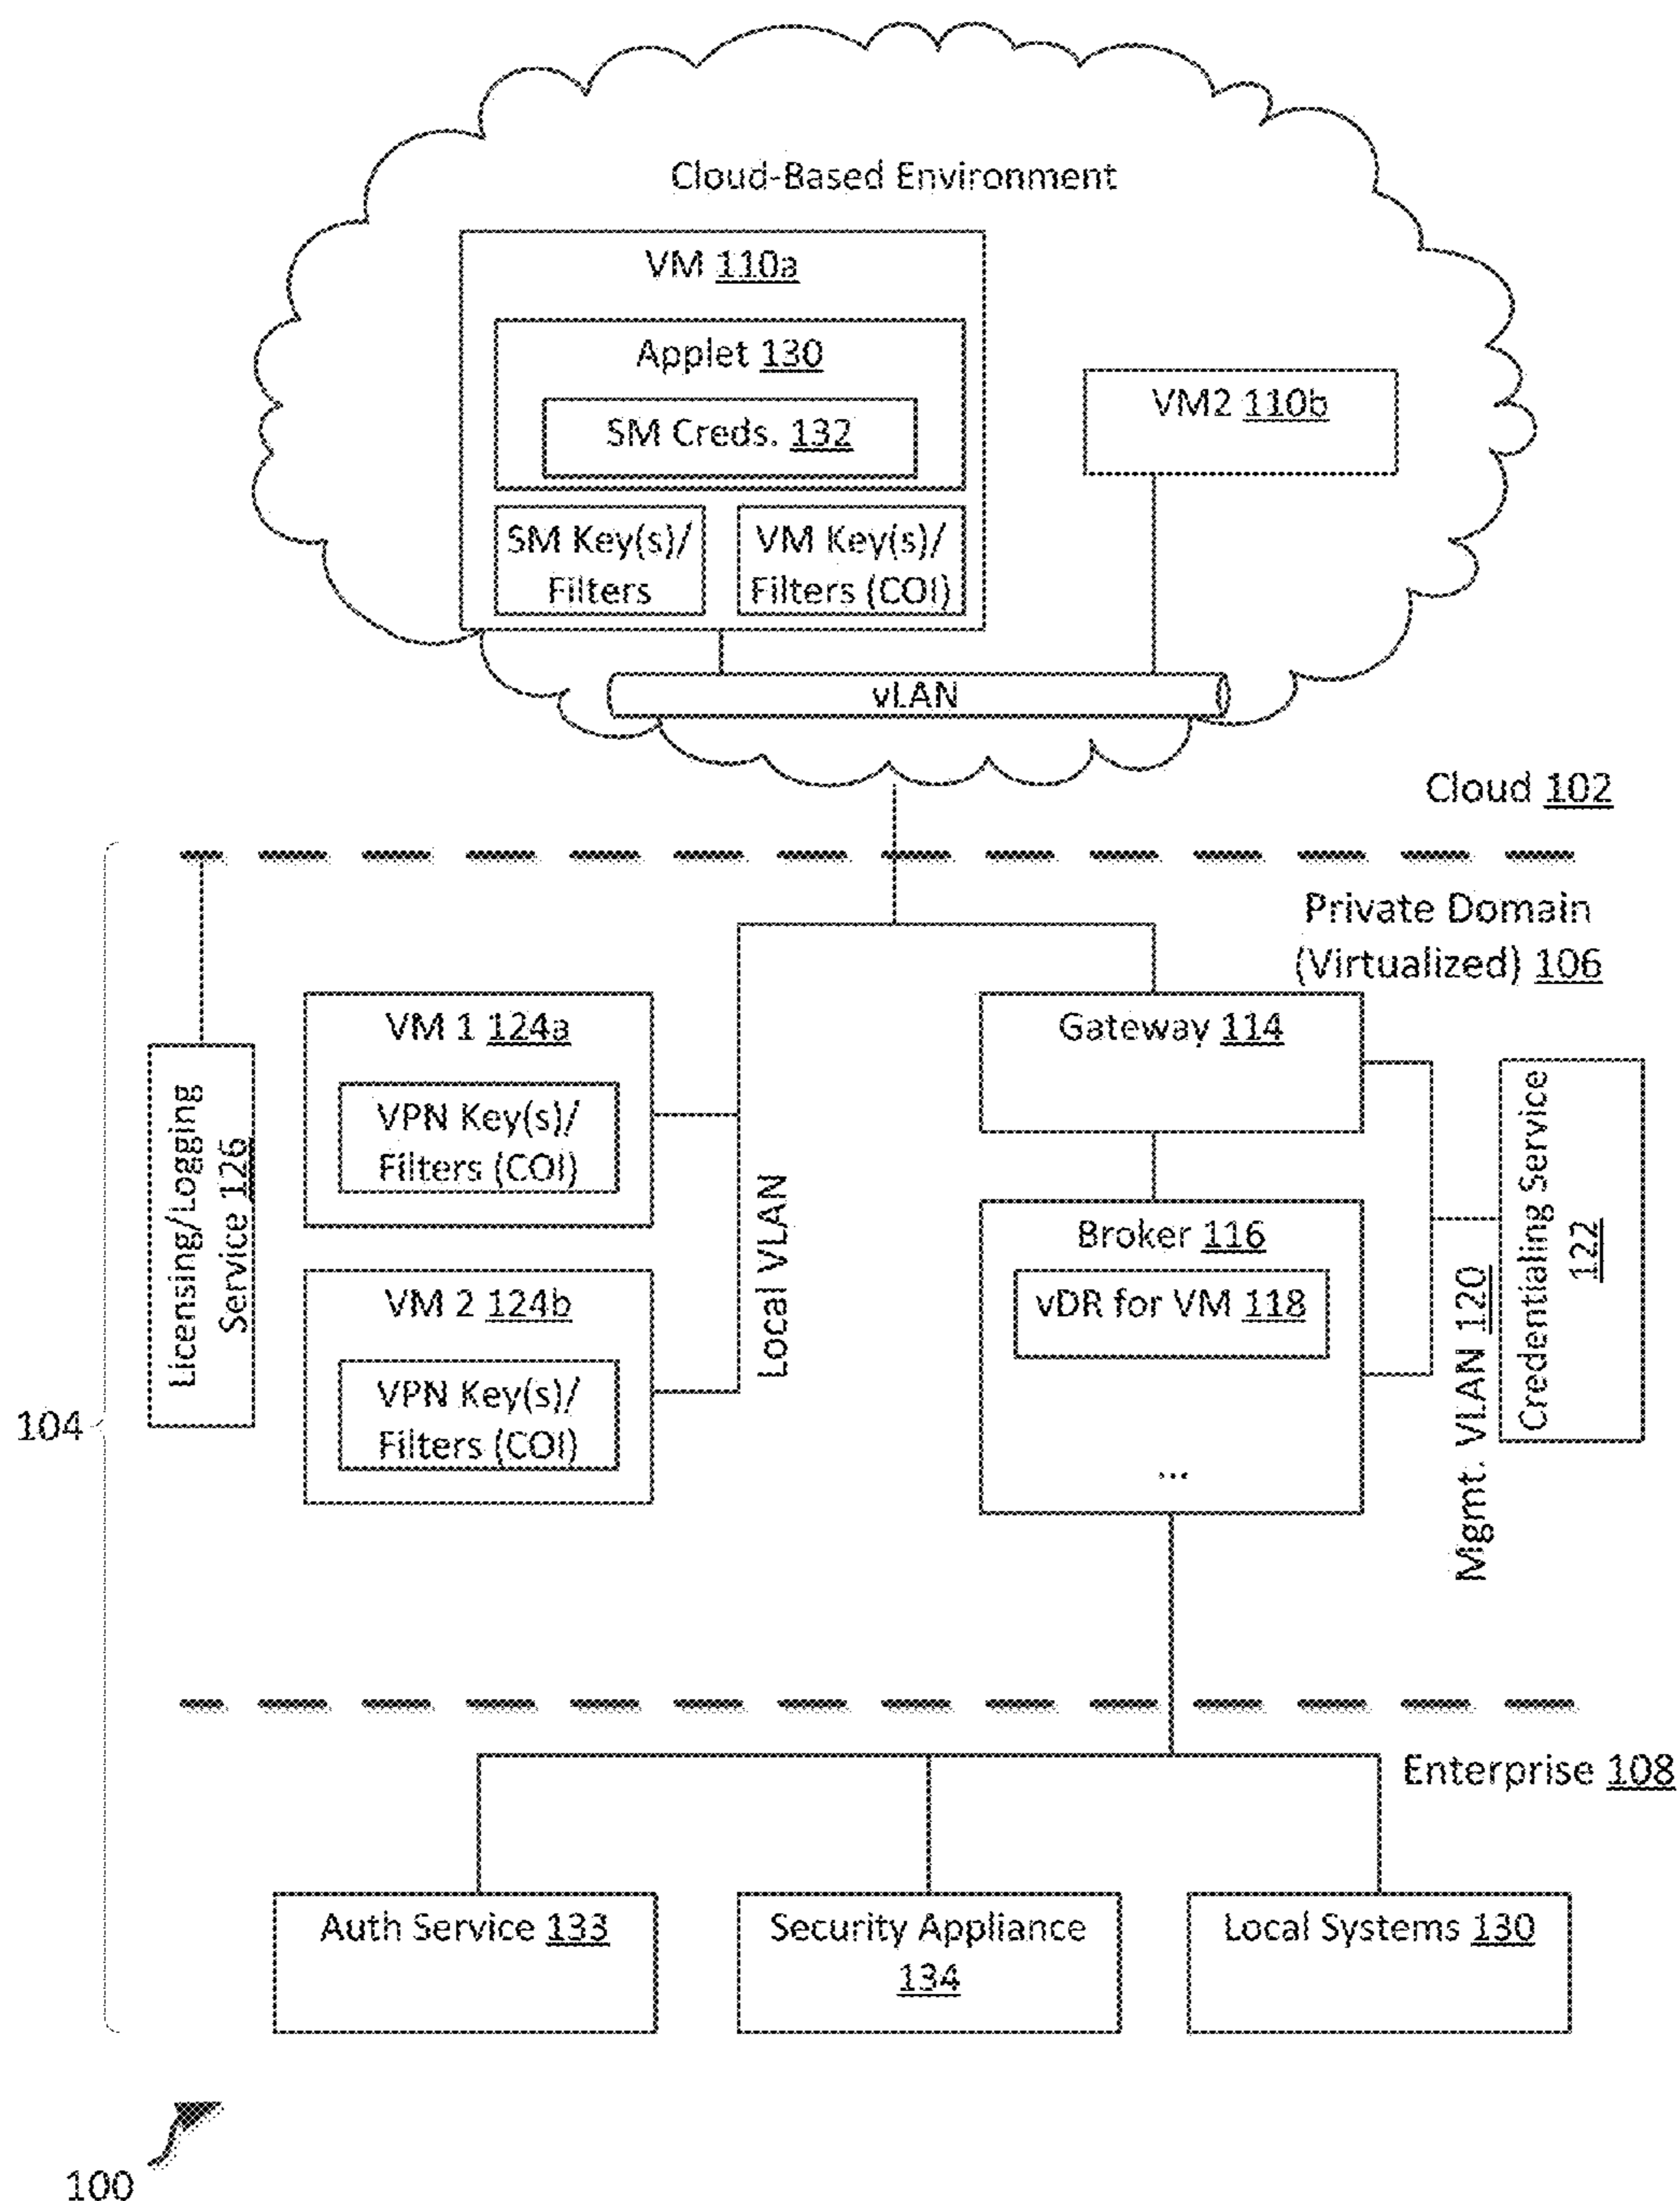 Cloud-Based Environment
VM 110a
Applet 130
SM Creds. 132
SM Key(s)/
Filters
VM Key(s)/
Filters (COI)
VM2 110b
vLAN
Cloud 102
Private Domain
(Virtualized) 106
104
Licensing/Logging
Service 126
VM 1 124a
VPN Key(s)/
Filters (COI)
VM 2 124b
VPN Key(s)/
Filters (COI)
Local VLAN
Gateway 114
Broker 116
vDR for VM 118
...
Mgmt. VLAN 120
Credentialing Service
122
Enterprise 108
Auth Service 133
Security Appliance
134
Local Systems 130
100